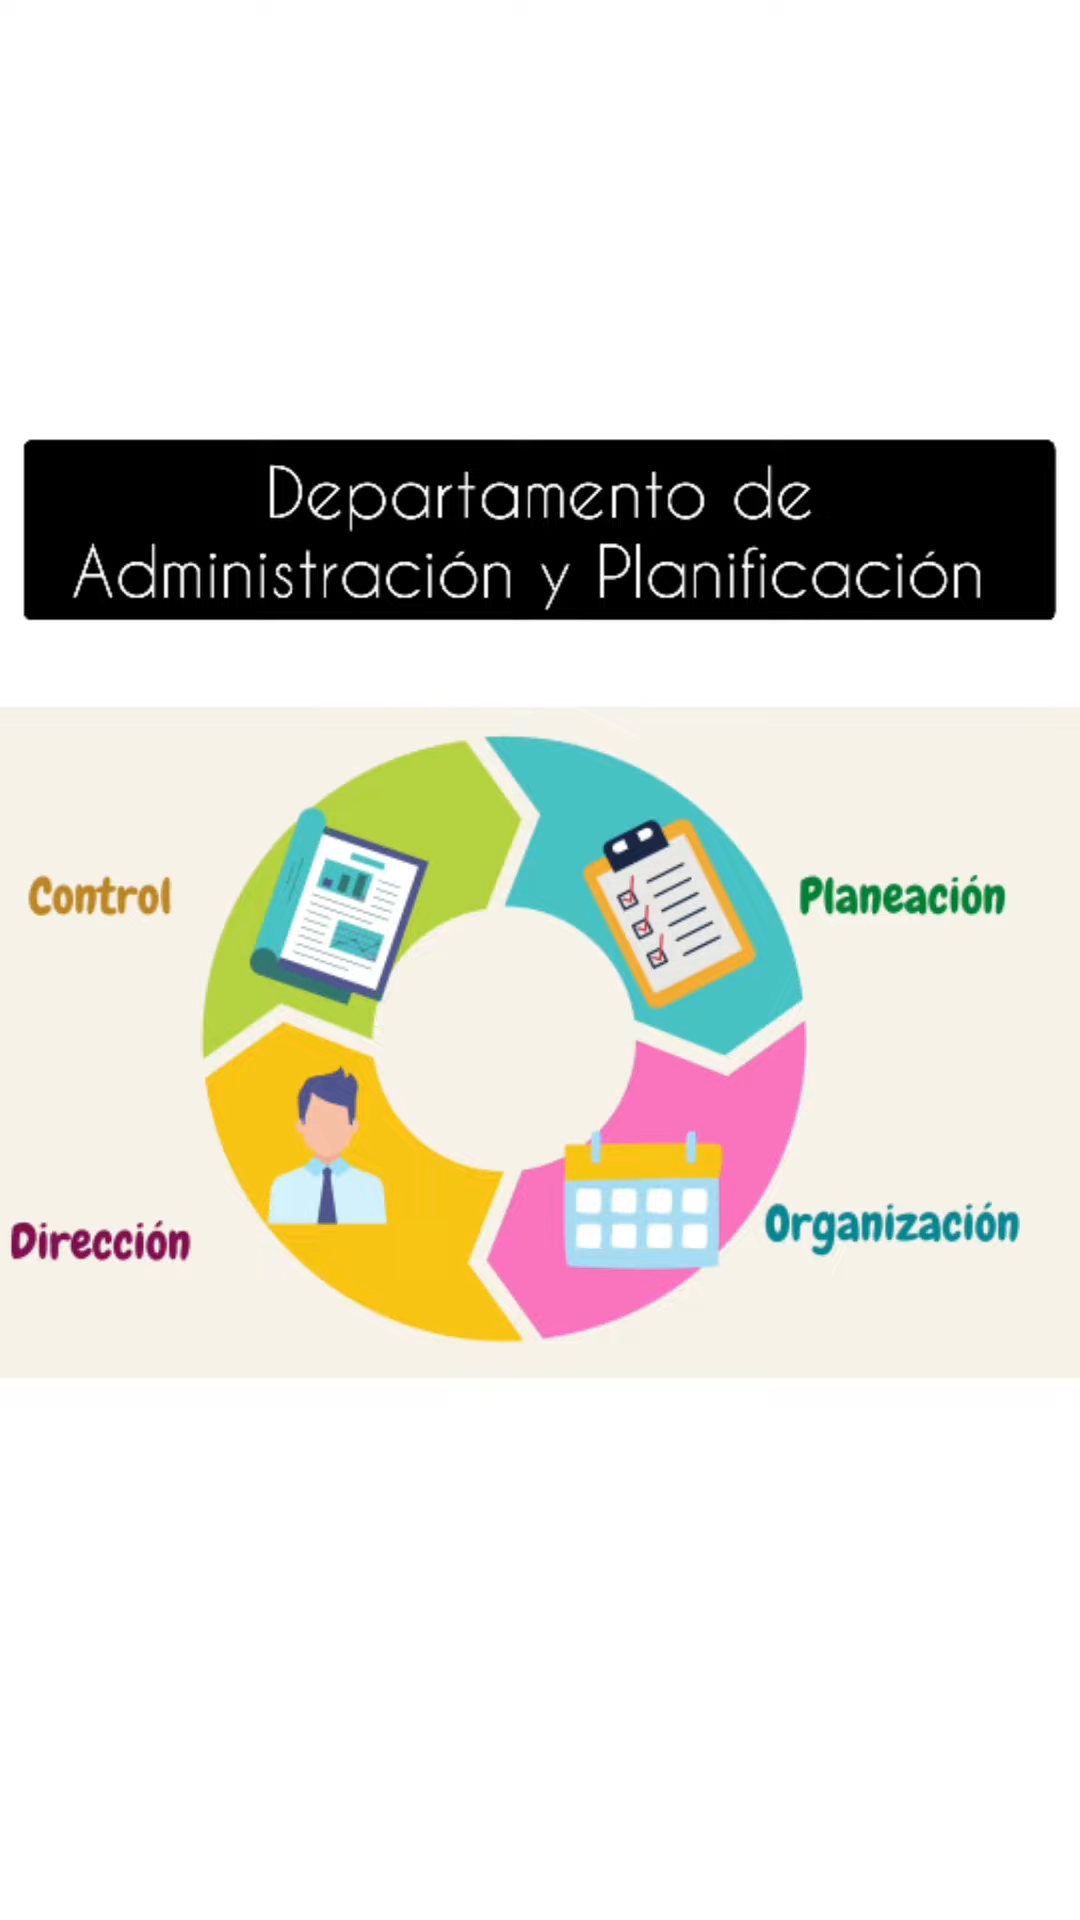 Departamento de
Administración y Planificación
Control
Planeación
Dirección
Organización